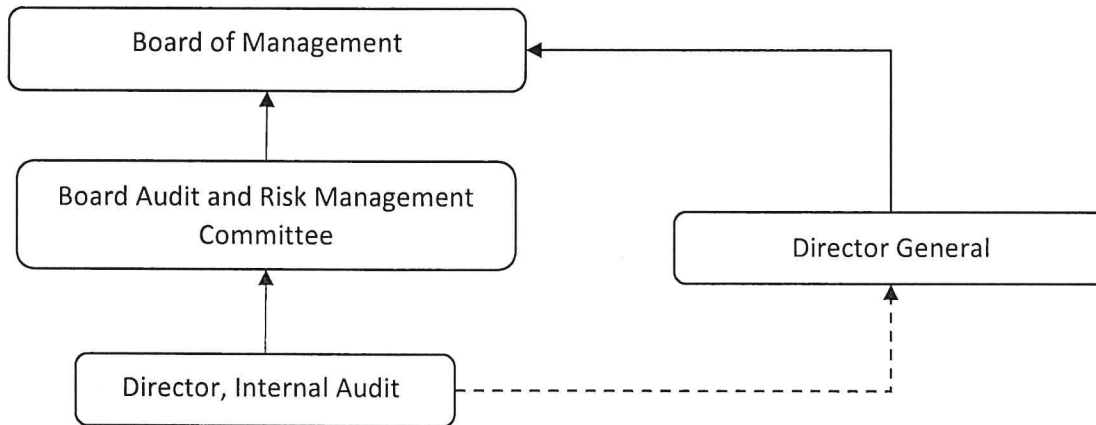 Board of Management
Board Audit and Risk Management
Committee
Director General
Director, Internal Audit